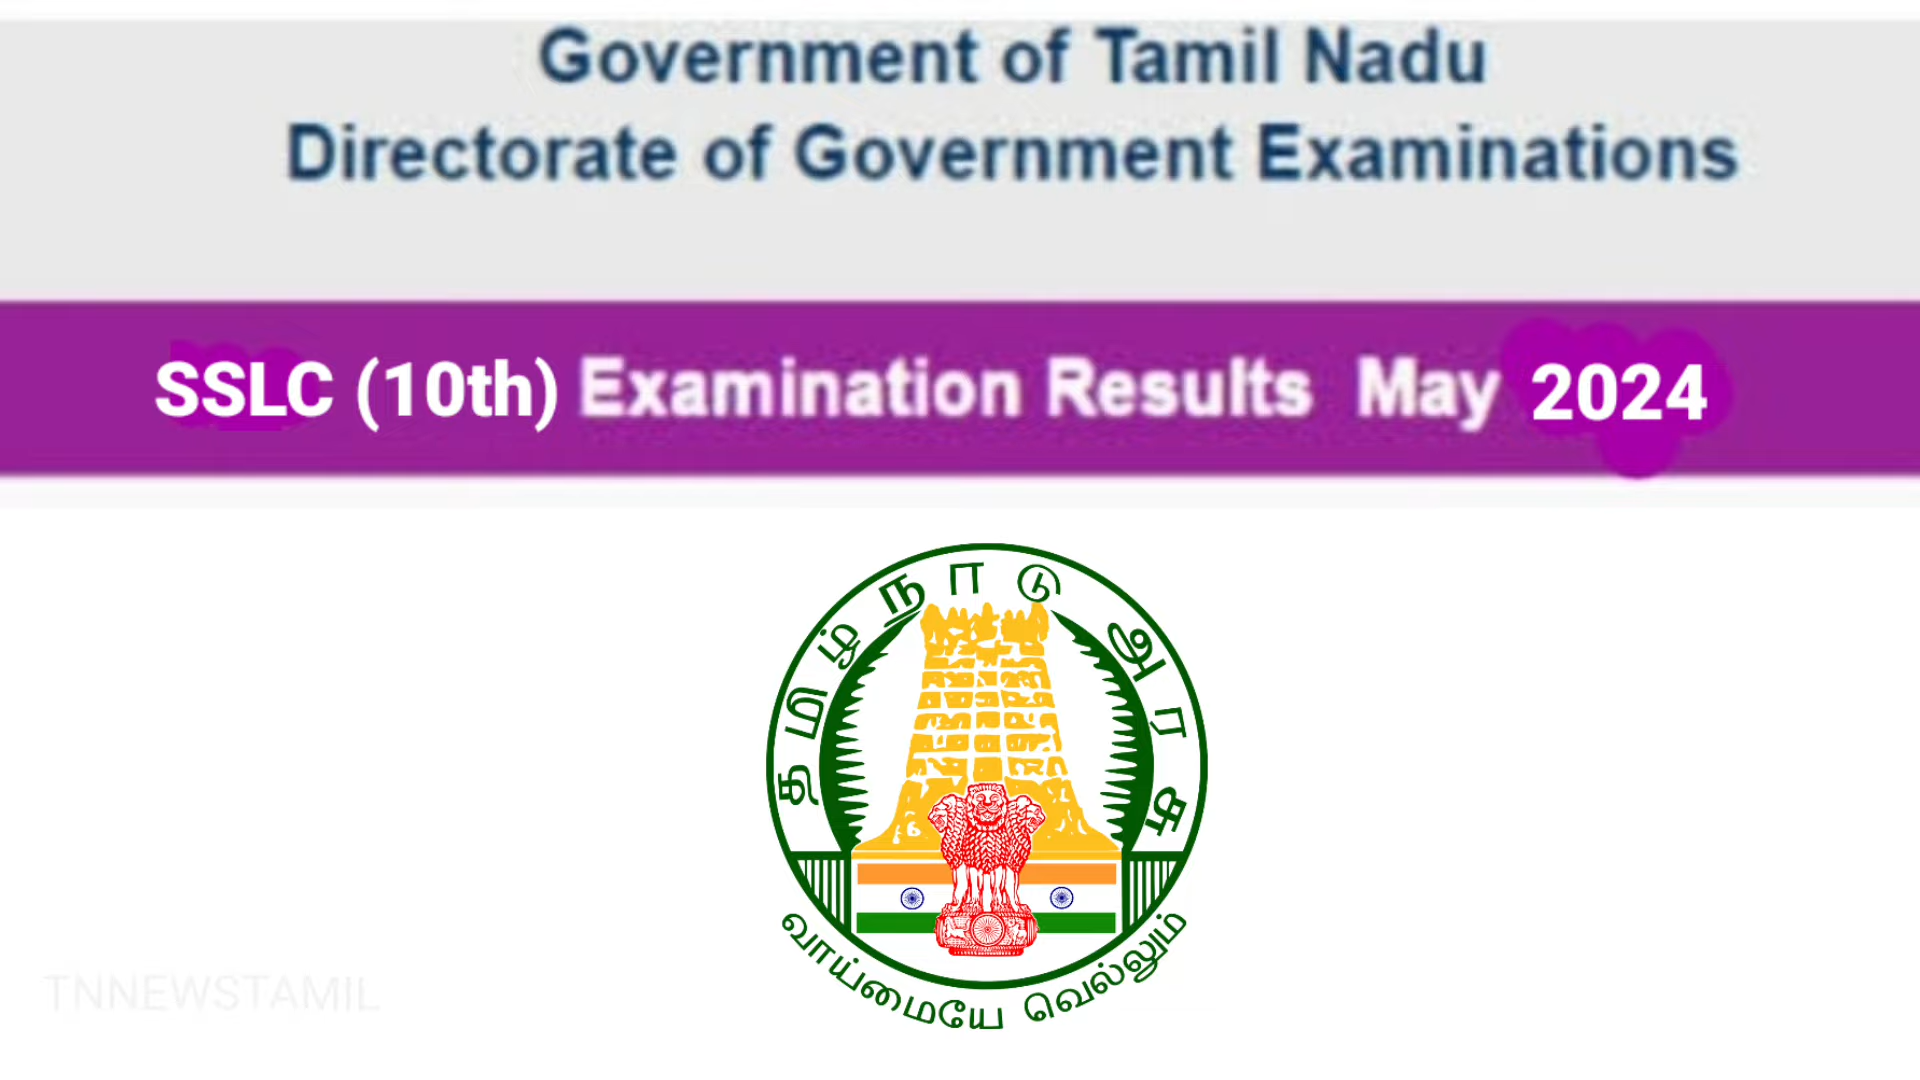 Government of Tamil Nadu
Directorate of Government Examinations
SSLC (10th) Examination Results May 2024
தமிழ்நாடு அரசு
வாய்மையே வெல்லும்
TNNEWSTAMIL